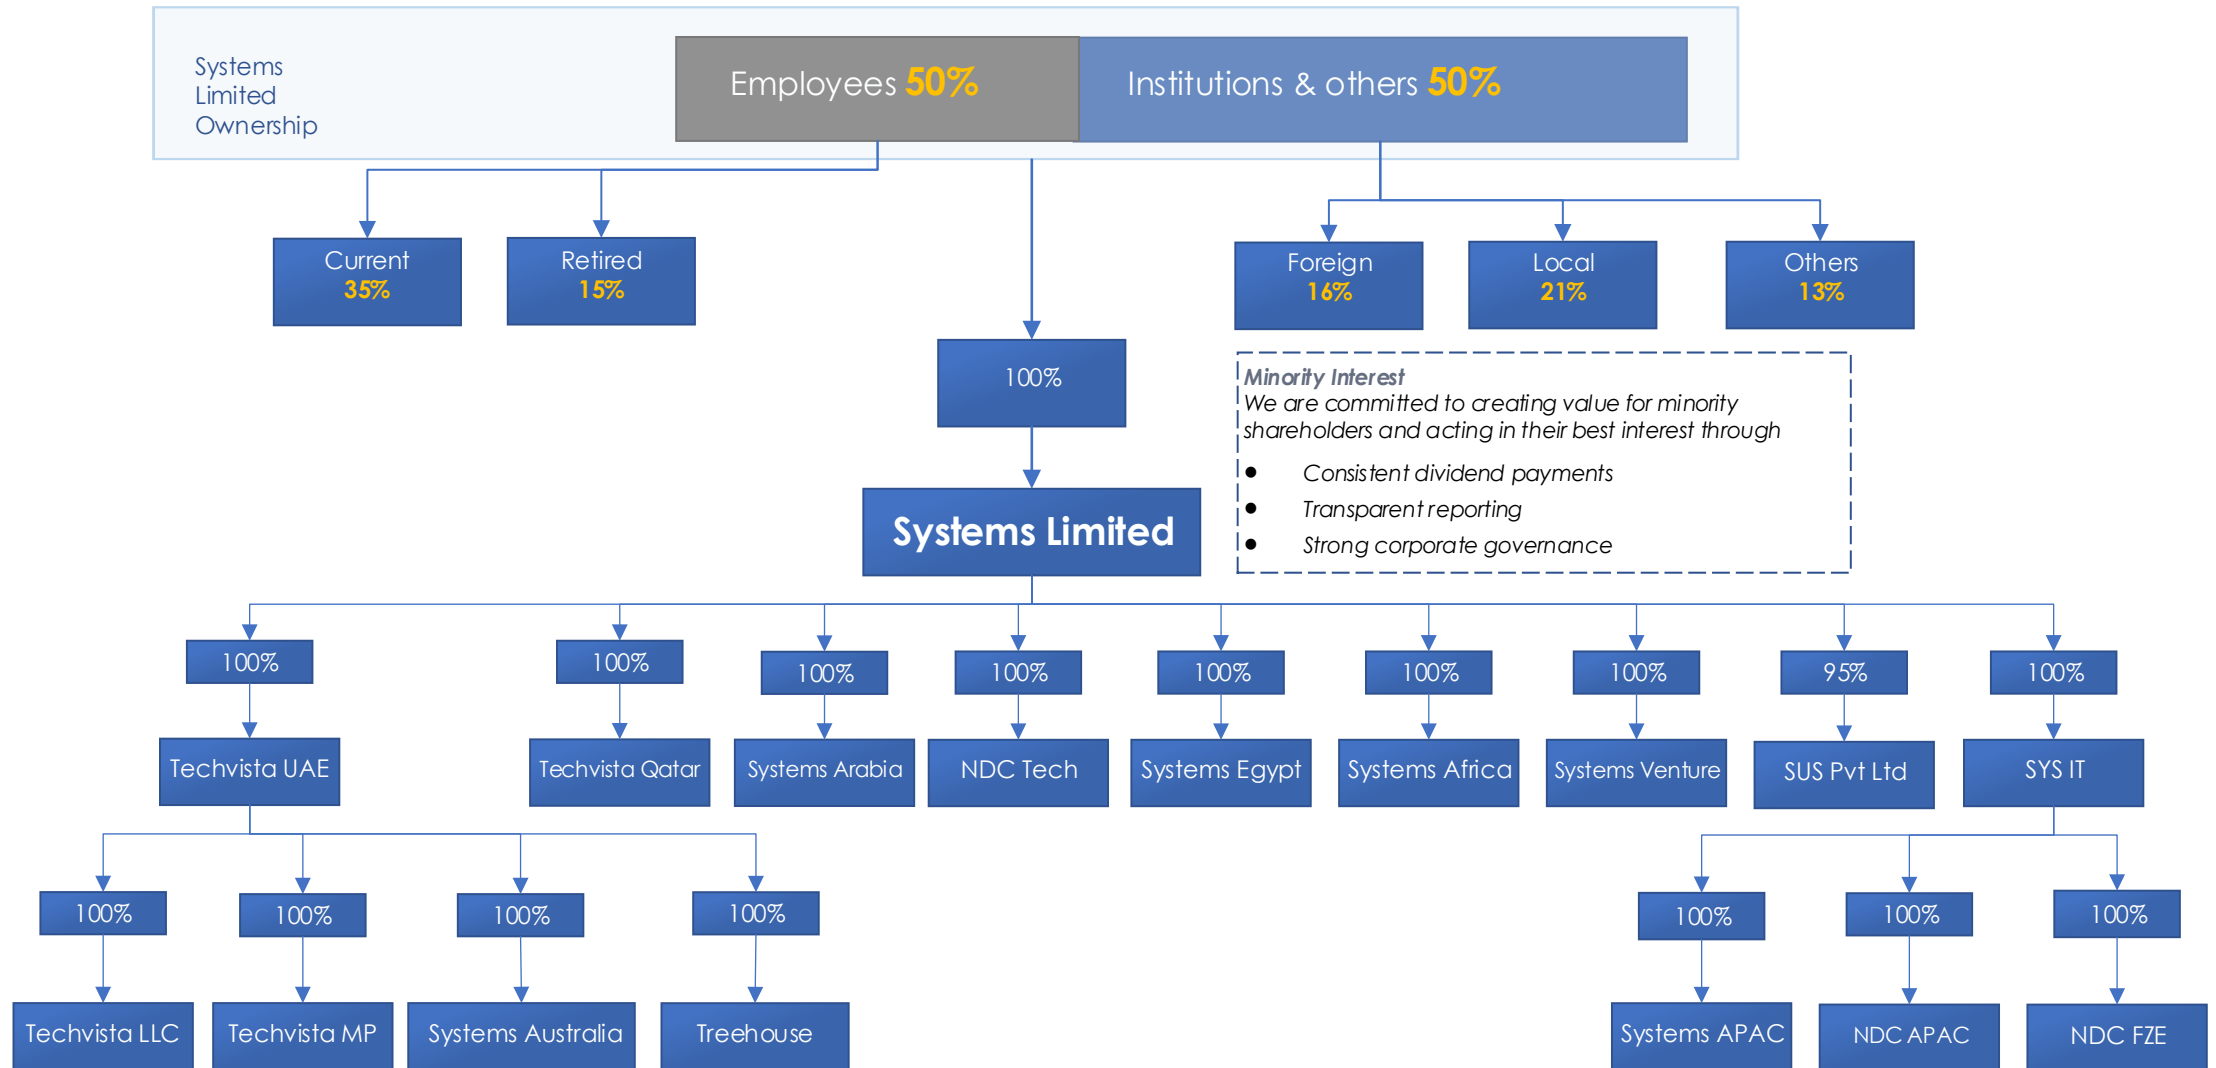 Systems
Limited
Ownership
Employees 50%
Institutions & others 50%
Current
35%
Retired
15%
Foreign
16%
Local
21%
Others
13%
100%
Minority Interest
We are committed to creating value for minority
shareholders and acting in their best interest through
● Consistent dividend payments
● Transparent reporting
● Strong corporate governance
Systems Limited
100%
100%
100%
100%
100%
100%
100%
95%
100%
Techvista UAE
Techvista Qatar
Systems Arabia
NDC Tech
Systems Egypt
Systems Africa
Systems Venture
SUS Pvt Ltd
SYS IT
100%
100%
100%
100%
100%
100%
100%
Techvista LLC
Techvista MP
Systems Australia
Treehouse
Systems APAC
NDC APAC
NDC FZE